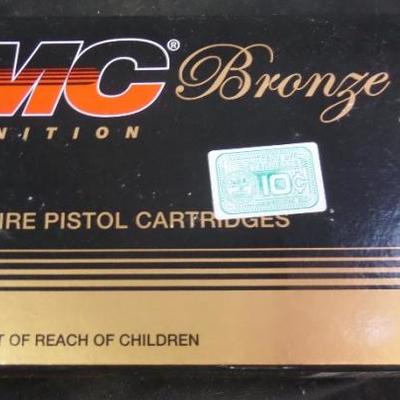 MC® Bronze
NITION
10¢
IRE PISTOL CARTRIDGES
T OF REACH OF CHILDREN